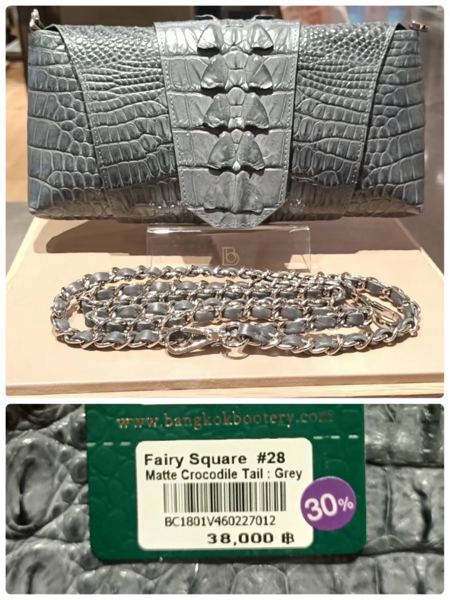 B
www.bangkokbootery.com
Fairy Square #28
Matte Crocodile Tail : Grey
BC1801V460227012
38,000 ฿
30%